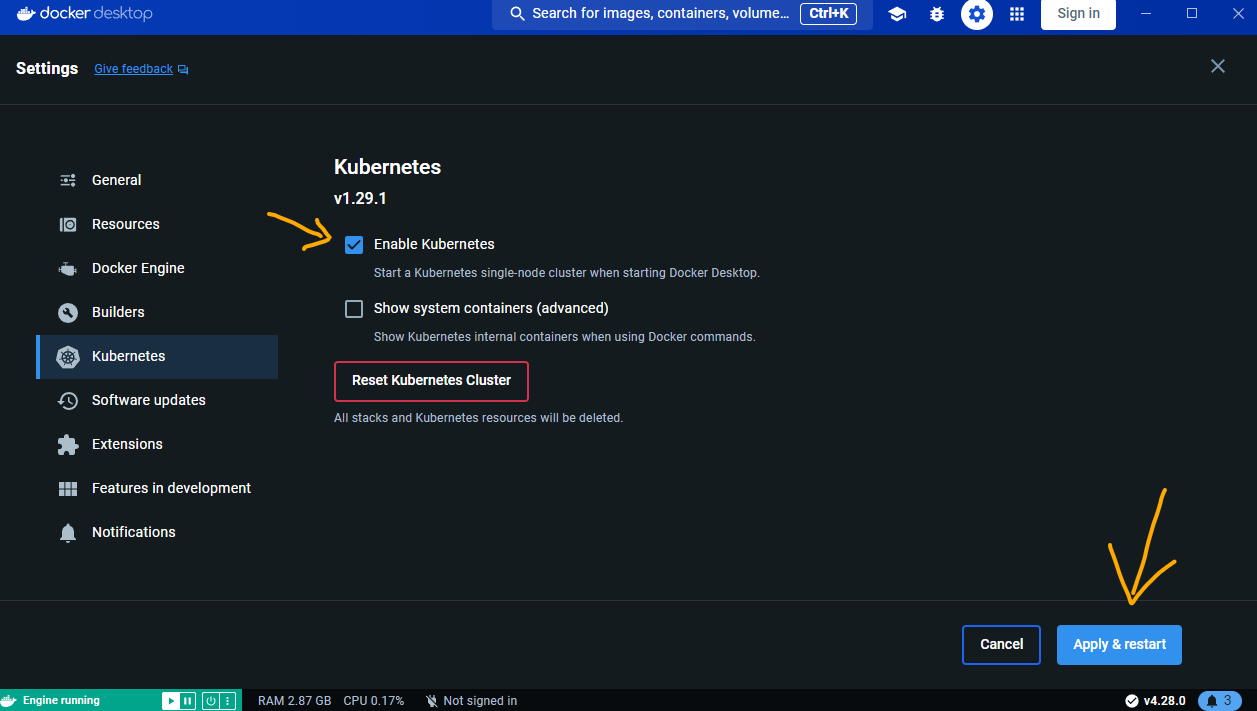 docker desktop
Search for images, containers, volume... Ctrl+K
Sign in
Settings
Give feedback
General
Resources
Docker Engine
Builders
Kubernetes
Software updates
Extensions
Features in development
Notifications
Kubernetes
v1.29.1
Enable Kubernetes
Start a Kubernetes single-node cluster when starting Docker Desktop.
Show system containers (advanced)
Show Kubernetes internal containers when using Docker commands.
Reset Kubernetes Cluster
All stacks and Kubernetes resources will be deleted.
Cancel
Apply & restart
Engine running
RAM 2.87 GB CPU 0.17%
Not signed in
v4.28.0
3